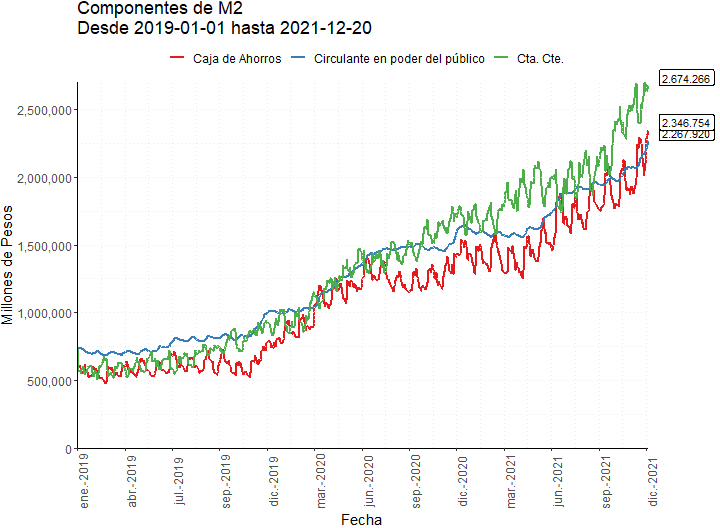 Componentes de M2
Desde 2019-01-01 hasta 2021-12-20
Caja de Ahorros Circulante en poder del público Cta. Cte.
2.674.266
2.346.754
2.267.920
2,500,000
2,000,000
1,500,000
1,000,000
500,000
0
Millones de Pesos
ene.-2019
abr.-2019
jul.-2019
sep.-2019
dic.-2019
mar.-2020
jun.-2020
sep.-2020
dic.-2020
mar.-2021
jun.-2021
sep.-2021
dic.-2021
Fecha